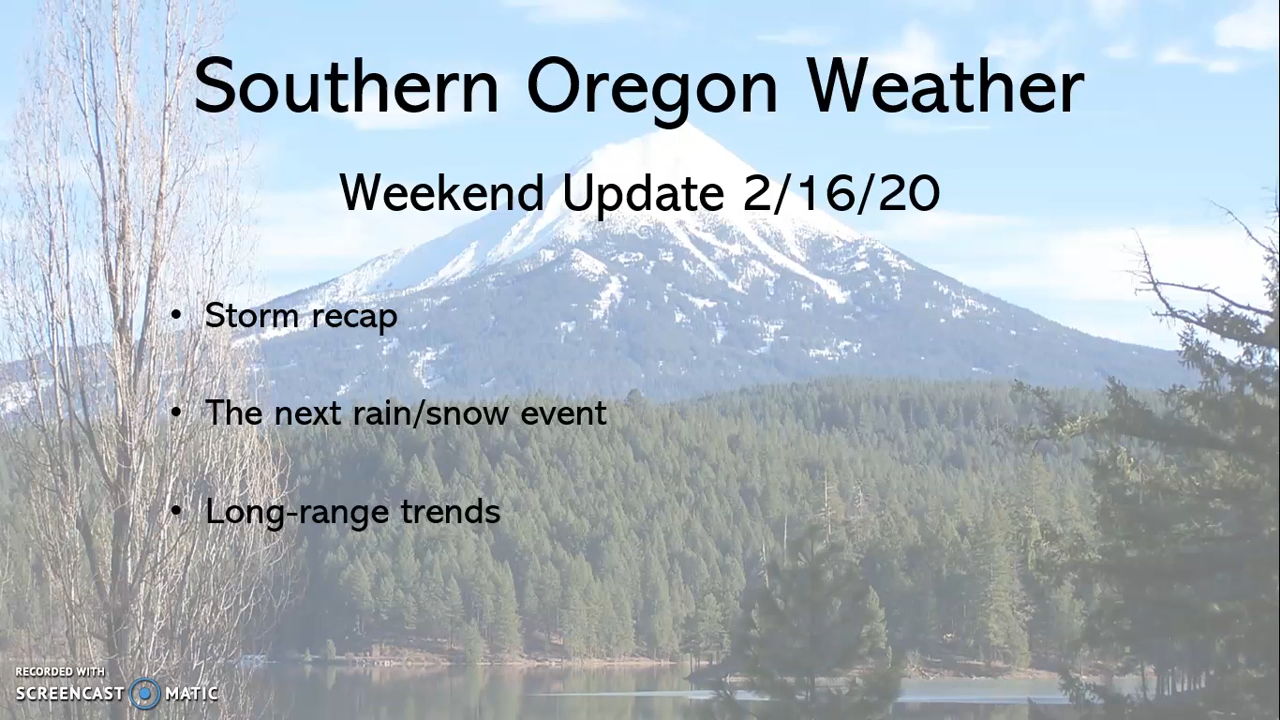 Southern Oregon Weather
Weekend Update 2/16/20
• Storm recap
• The next rain/snow event
• Long-range trends
RECORDED WITH
SCREENCAST MATIC